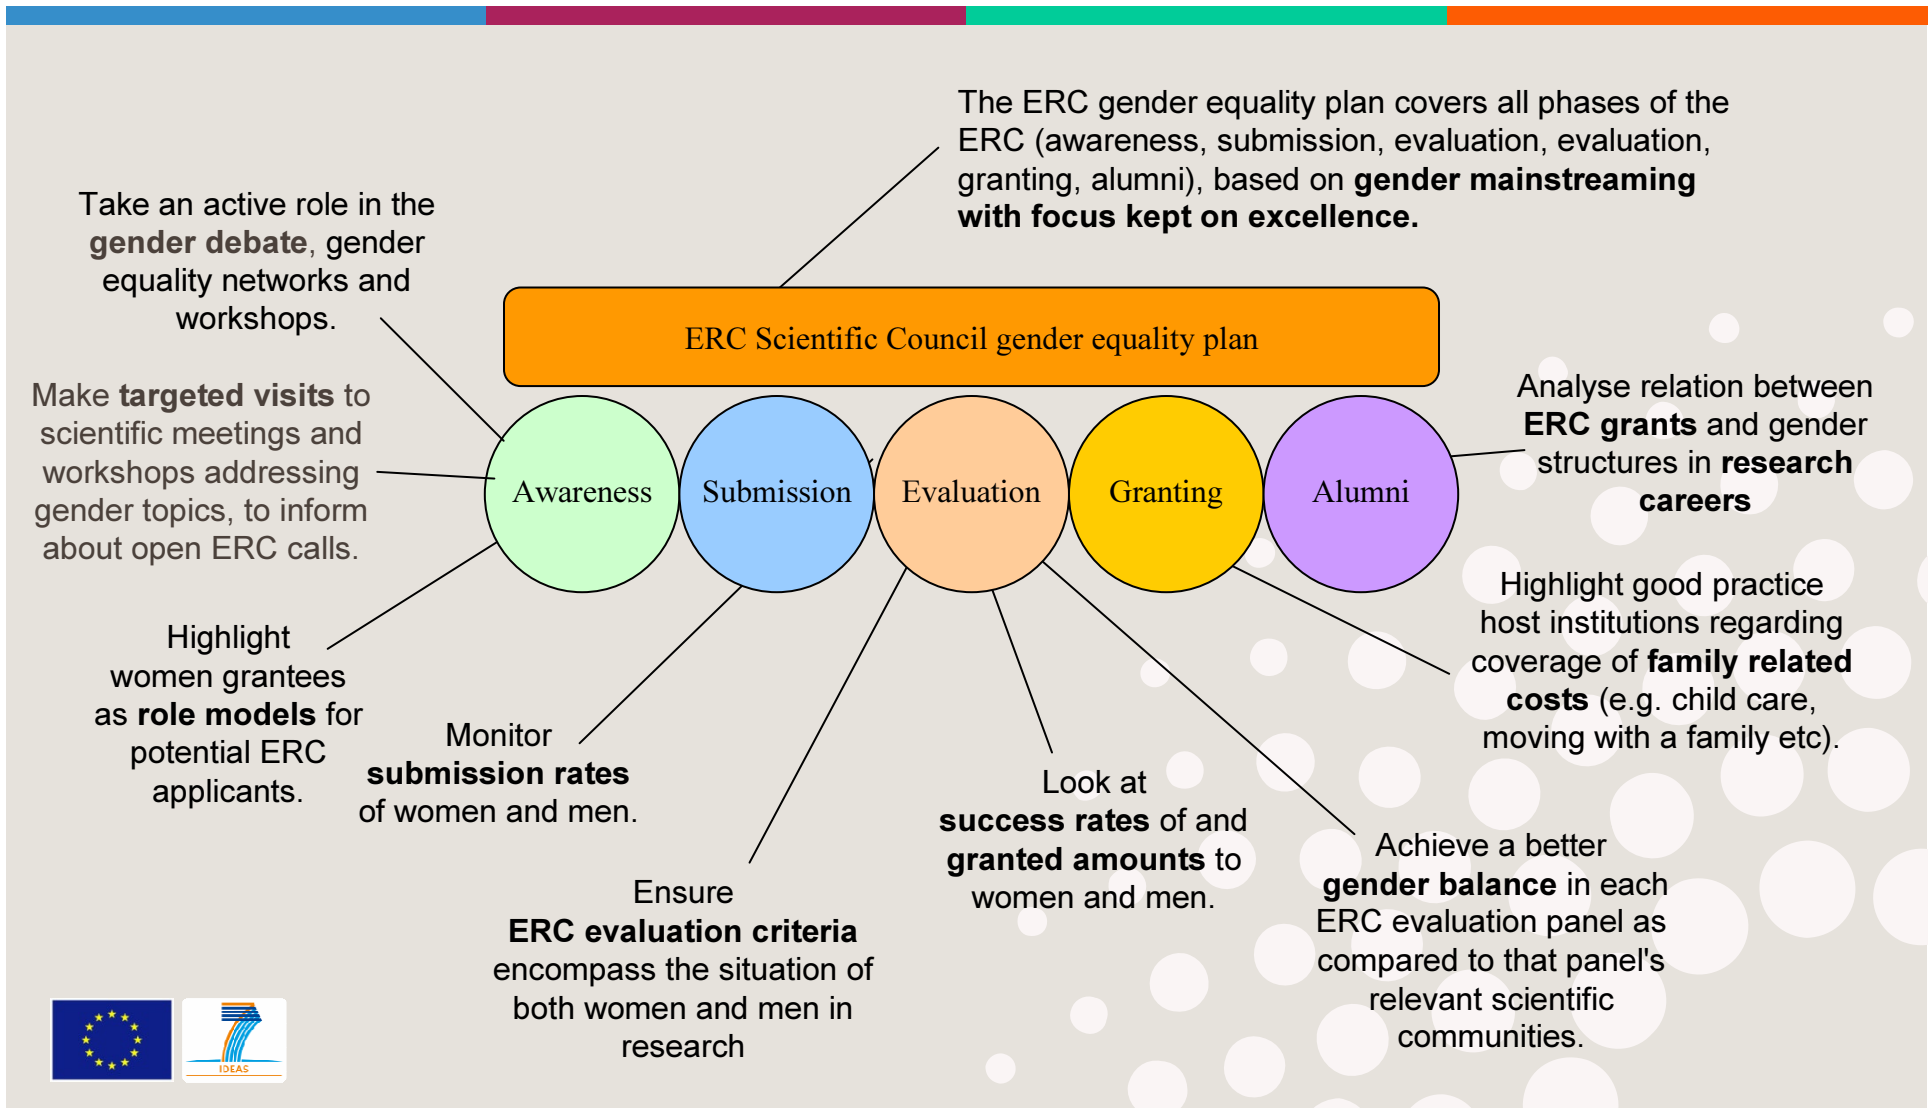 The ERC gender equality plan covers all phases of the
ERC (awareness, submission, evaluation, evaluation,
granting, alumni), based on gender mainstreaming
with focus kept on excellence.
Take an active role in the
gender debate, gender
equality networks and
workshops.
ERC Scientific Council gender equality plan
Make targeted visits to
scientific meetings and
workshops addressing
gender topics, to inform
about open ERC calls.
Awareness
Submission
Evaluation
Granting
Alumni
Analyse relation between
ERC grants and gender
structures in research
careers
Highlight
women grantees
as role models for
potential ERC
applicants.
Monitor
submission rates
of women and men.
Ensure
ERC evaluation criteria
encompass the situation of
both women and men in
research
Look at
success rates of and
granted amounts to
women and men.
Achieve a better
gender balance in each
ERC evaluation panel as
compared to that panel's
relevant scientific
communities.
Highlight good practice
host institutions regarding
coverage of family related
costs (e.g. child care,
moving with a family etc).
7
IDEAS